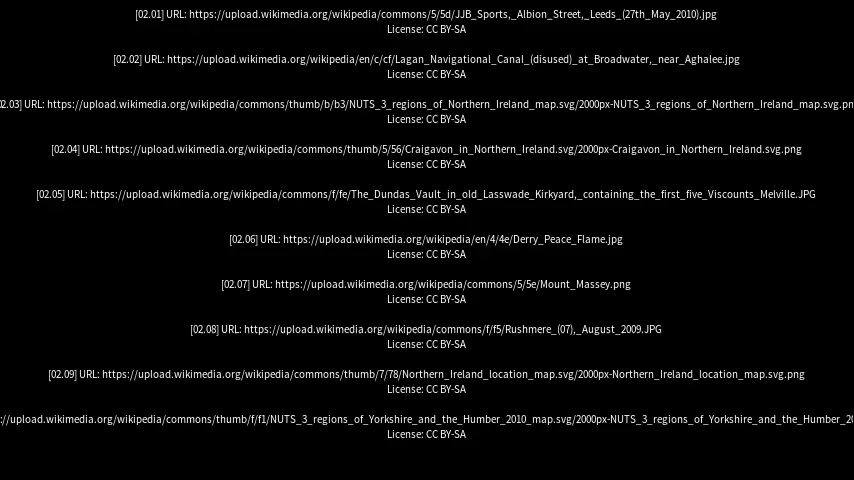 [02.01] URL: https://upload.wikimedia.org/wikipedia/commons/5/5d/JJB_Sports,_Albion_Street,_Leeds_(27th_May_2010).jpg
License: CC BY-SA
[02.02] URL: https://upload.wikimedia.org/wikipedia/en/c/cf/Lagan_Navigational_Canal_(disused)_at_Broadwater,_near_Aghalee.jpg
License: CC BY-SA
02.03] URL: https://upload.wikimedia.org/wikipedia/commons/thumb/b/b3/NUTS_3_regions_of_Northern_Ireland_map.svg/2000px-NUTS_3_regions_of_Northern_Ireland_map.svg.pn
License: CC BY-SA
[02.04] URL: https://upload.wikimedia.org/wikipedia/commons/thumb/5/56/Craigavon_in_Northern_Ireland.svg/2000px-Craigavon_in_Northern_Ireland.svg.png
License: CC BY-SA
[02.05] URL: https://upload.wikimedia.org/wikipedia/commons/f/fe/The_Dundas_Vault_in_old_Lasswade_Kirkyard,_containing_the_first_five_Viscounts_Melville.JPG
License: CC BY-SA
[02.06] URL: https://upload.wikimedia.org/wikipedia/en/4/4e/Derry_Peace_Flame.jpg
License: CC BY-SA
[02.07] URL: https://upload.wikimedia.org/wikipedia/commons/5/5e/Mount_Massey.png
License: CC BY-SA
[02.08] URL: https://upload.wikimedia.org/wikipedia/commons/f/f5/Rushmere_(07),_August_2009.JPG
License: CC BY-SA
[02.09] URL: https://upload.wikimedia.org/wikipedia/commons/thumb/7/78/Northern_Ireland_location_map.svg/2000px-Northern_Ireland_location_map.svg.png
License: CC BY-SA
://upload.wikimedia.org/wikipedia/commons/thumb/f/f1/NUTS_3_regions_of_Yorkshire_and_the_Humber_2010_map.svg/2000px-NUTS_3_regions_of_Yorkshire_and_the_Humber_20
License: CC BY-SA